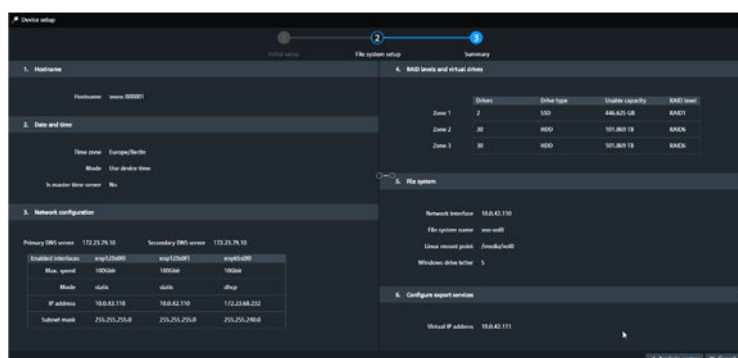 Device setup
1
2
3
Initial setup
File system setup
Summary
1. Hostname
Hostname
2. Date and time
Time zone Europe/Berlin
Mode Use device time
Is master time server No
3. Network configuration
Primary DNS server 172.23.79.10 Secondary DNS server 172.23.79.10
Enabled interfaces
Max. speed 100Gbit 100Gbit 10Gbit
Mode static static dhcp
IP address 10.0.43.110 10.0.42.110 172.23.68.232
Subnet mask 255.255.255.0 255.255.255.0 255.255.240.0
4. RAID levels and virtual drives
Drives Drive type Usable capacity RAID level
Zone 1 2 SSD 446.625 GB RAID1
Zone 2 30 HDD 101.869 TB RAID6
Zone 3 30 HDD 101.869 TB RAID6
5. File system
Network interface 10.0.42.110
File system name
Linux mount point /media/vol0
Windows drive letter S
6. Configure export services
Virtual IP address 10.0.42.111